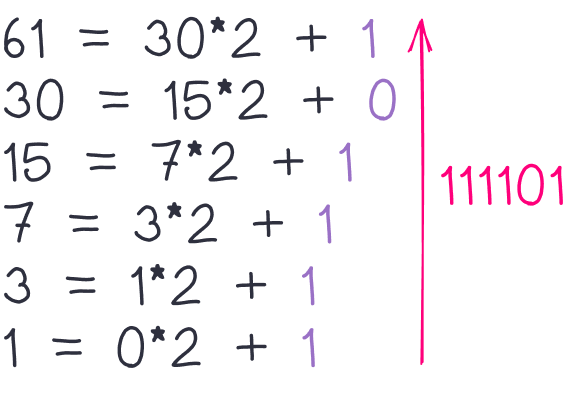 61 = 30*2 + 1
30 = 15*2 + 0
15 = 7*2 + 1
7 = 3*2 + 1
3 = 1*2 + 1
1 = 0*2 + 1
111101